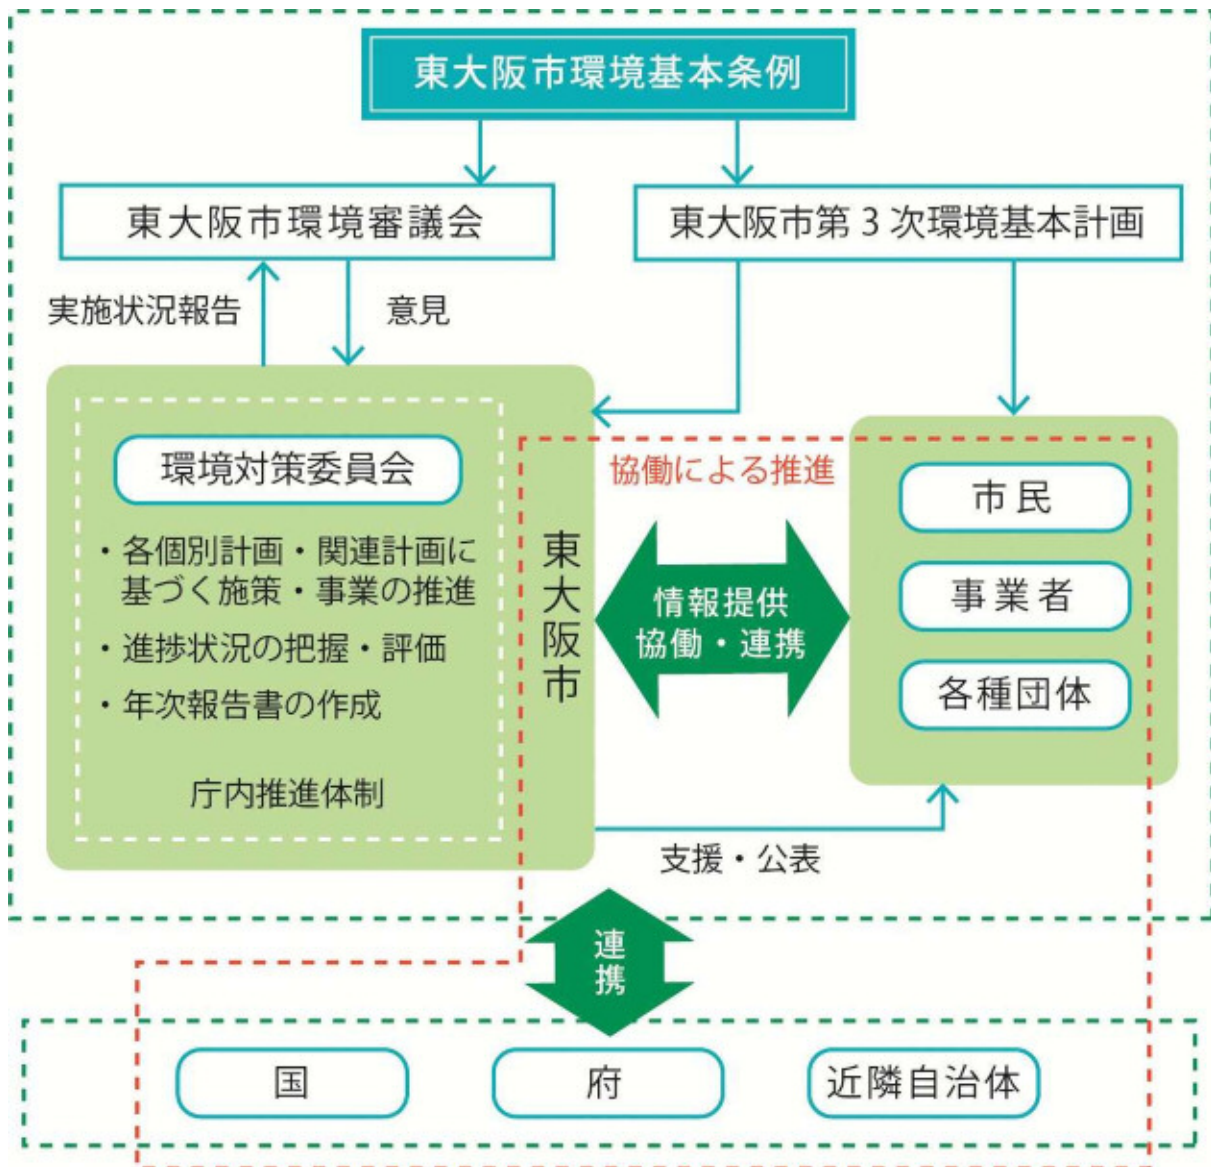 東大阪市環境基本条例
東大阪市環境審議会
東大阪市第3次環境基本計画
実施状況報告
意見
環境対策委員会
・各個別計画・関連計画に
基づく施策・事業の推進
・進捗状況の把握・評価
・年次報告書の作成
庁内推進体制
東大阪市
協働による推進
情報提供
協働・連携
市民
事業者
各種団体
支援・公表
連携
国
府
近隣自治体